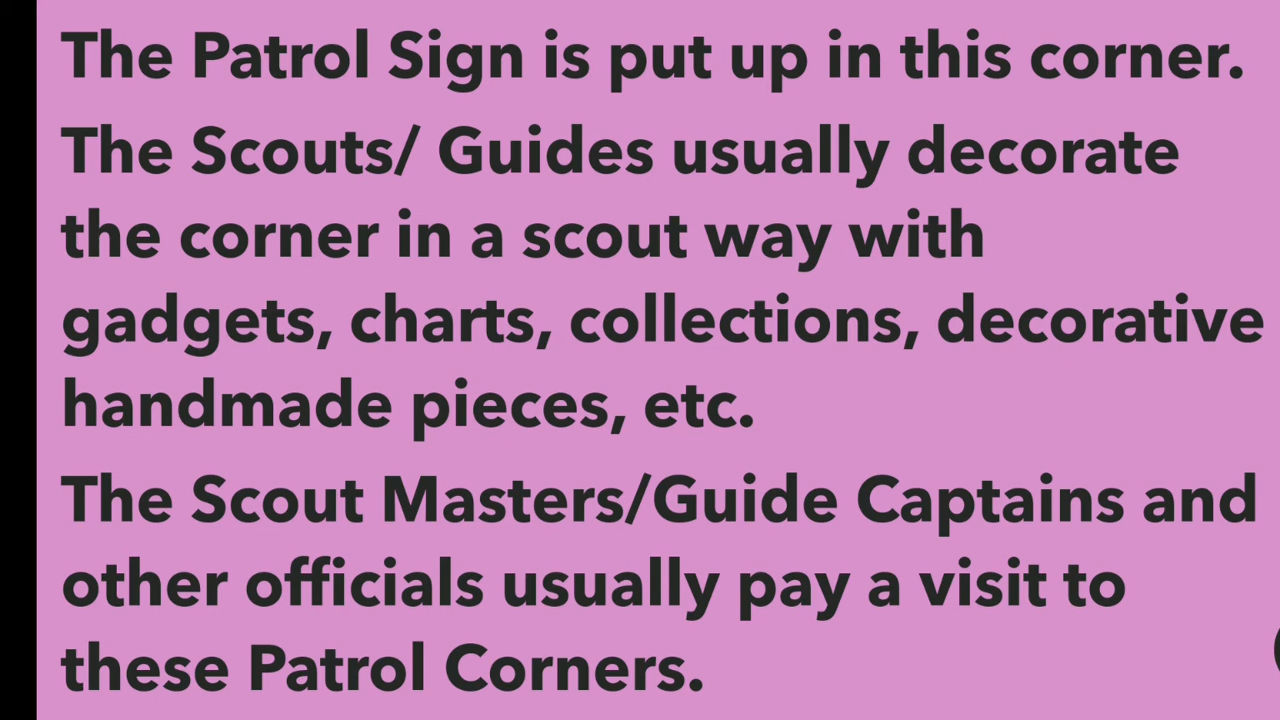 The Patrol Sign is put up in this corner.
The Scouts/ Guides usually decorate
the corner in a scout way with
gadgets, charts, collections, decorative
handmade pieces, etc.
The Scout Masters/Guide Captains and
other officials usually pay a visit to
these Patrol Corners.